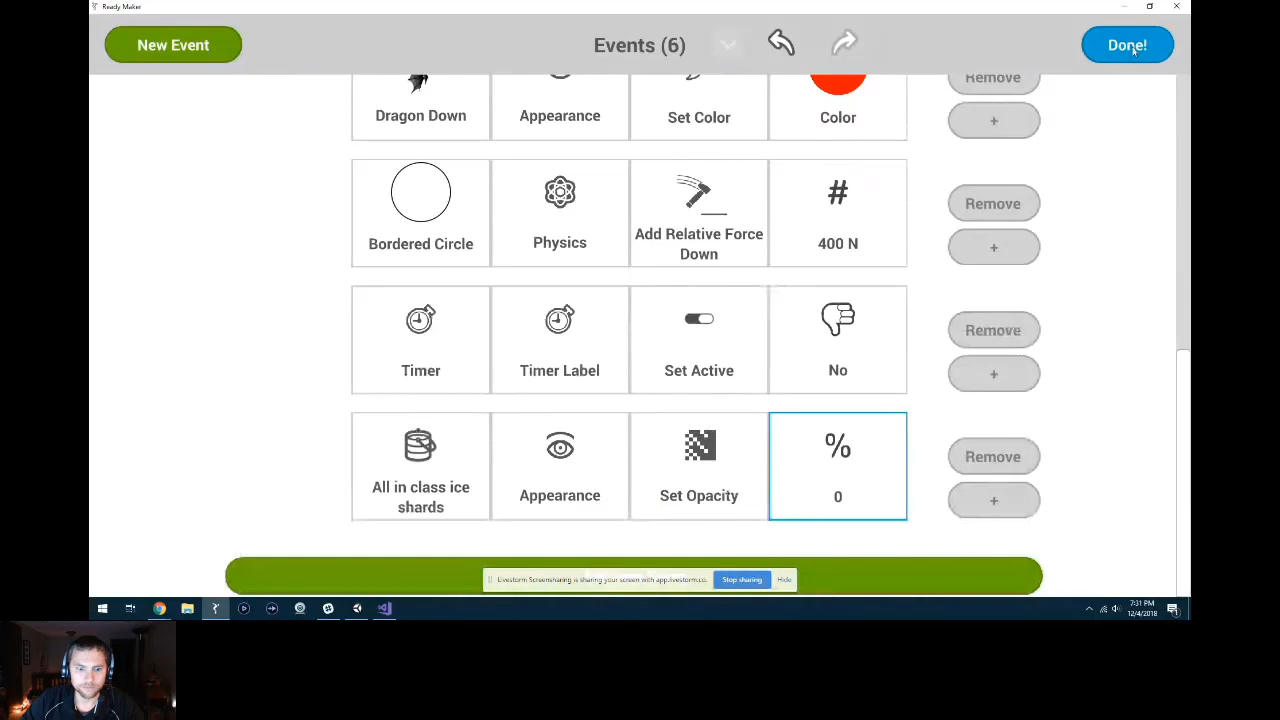 Ready Maker
New Event
Events (6)
Done!
Dragon Down
Appearance
Set Color
Color
Remove
+
Bordered Circle
Physics
Add Relative Force
Down
#
400 N
Remove
+
Timer
Timer Label
Set Active
No
Remove
+
All in class ice
shards
Appearance
Set Opacity
%
0
Remove
+
Livestorm Screensharing is sharing your screen with app.livestorm.co.
Stop sharing
Hide
7:31 PM
12/4/2018